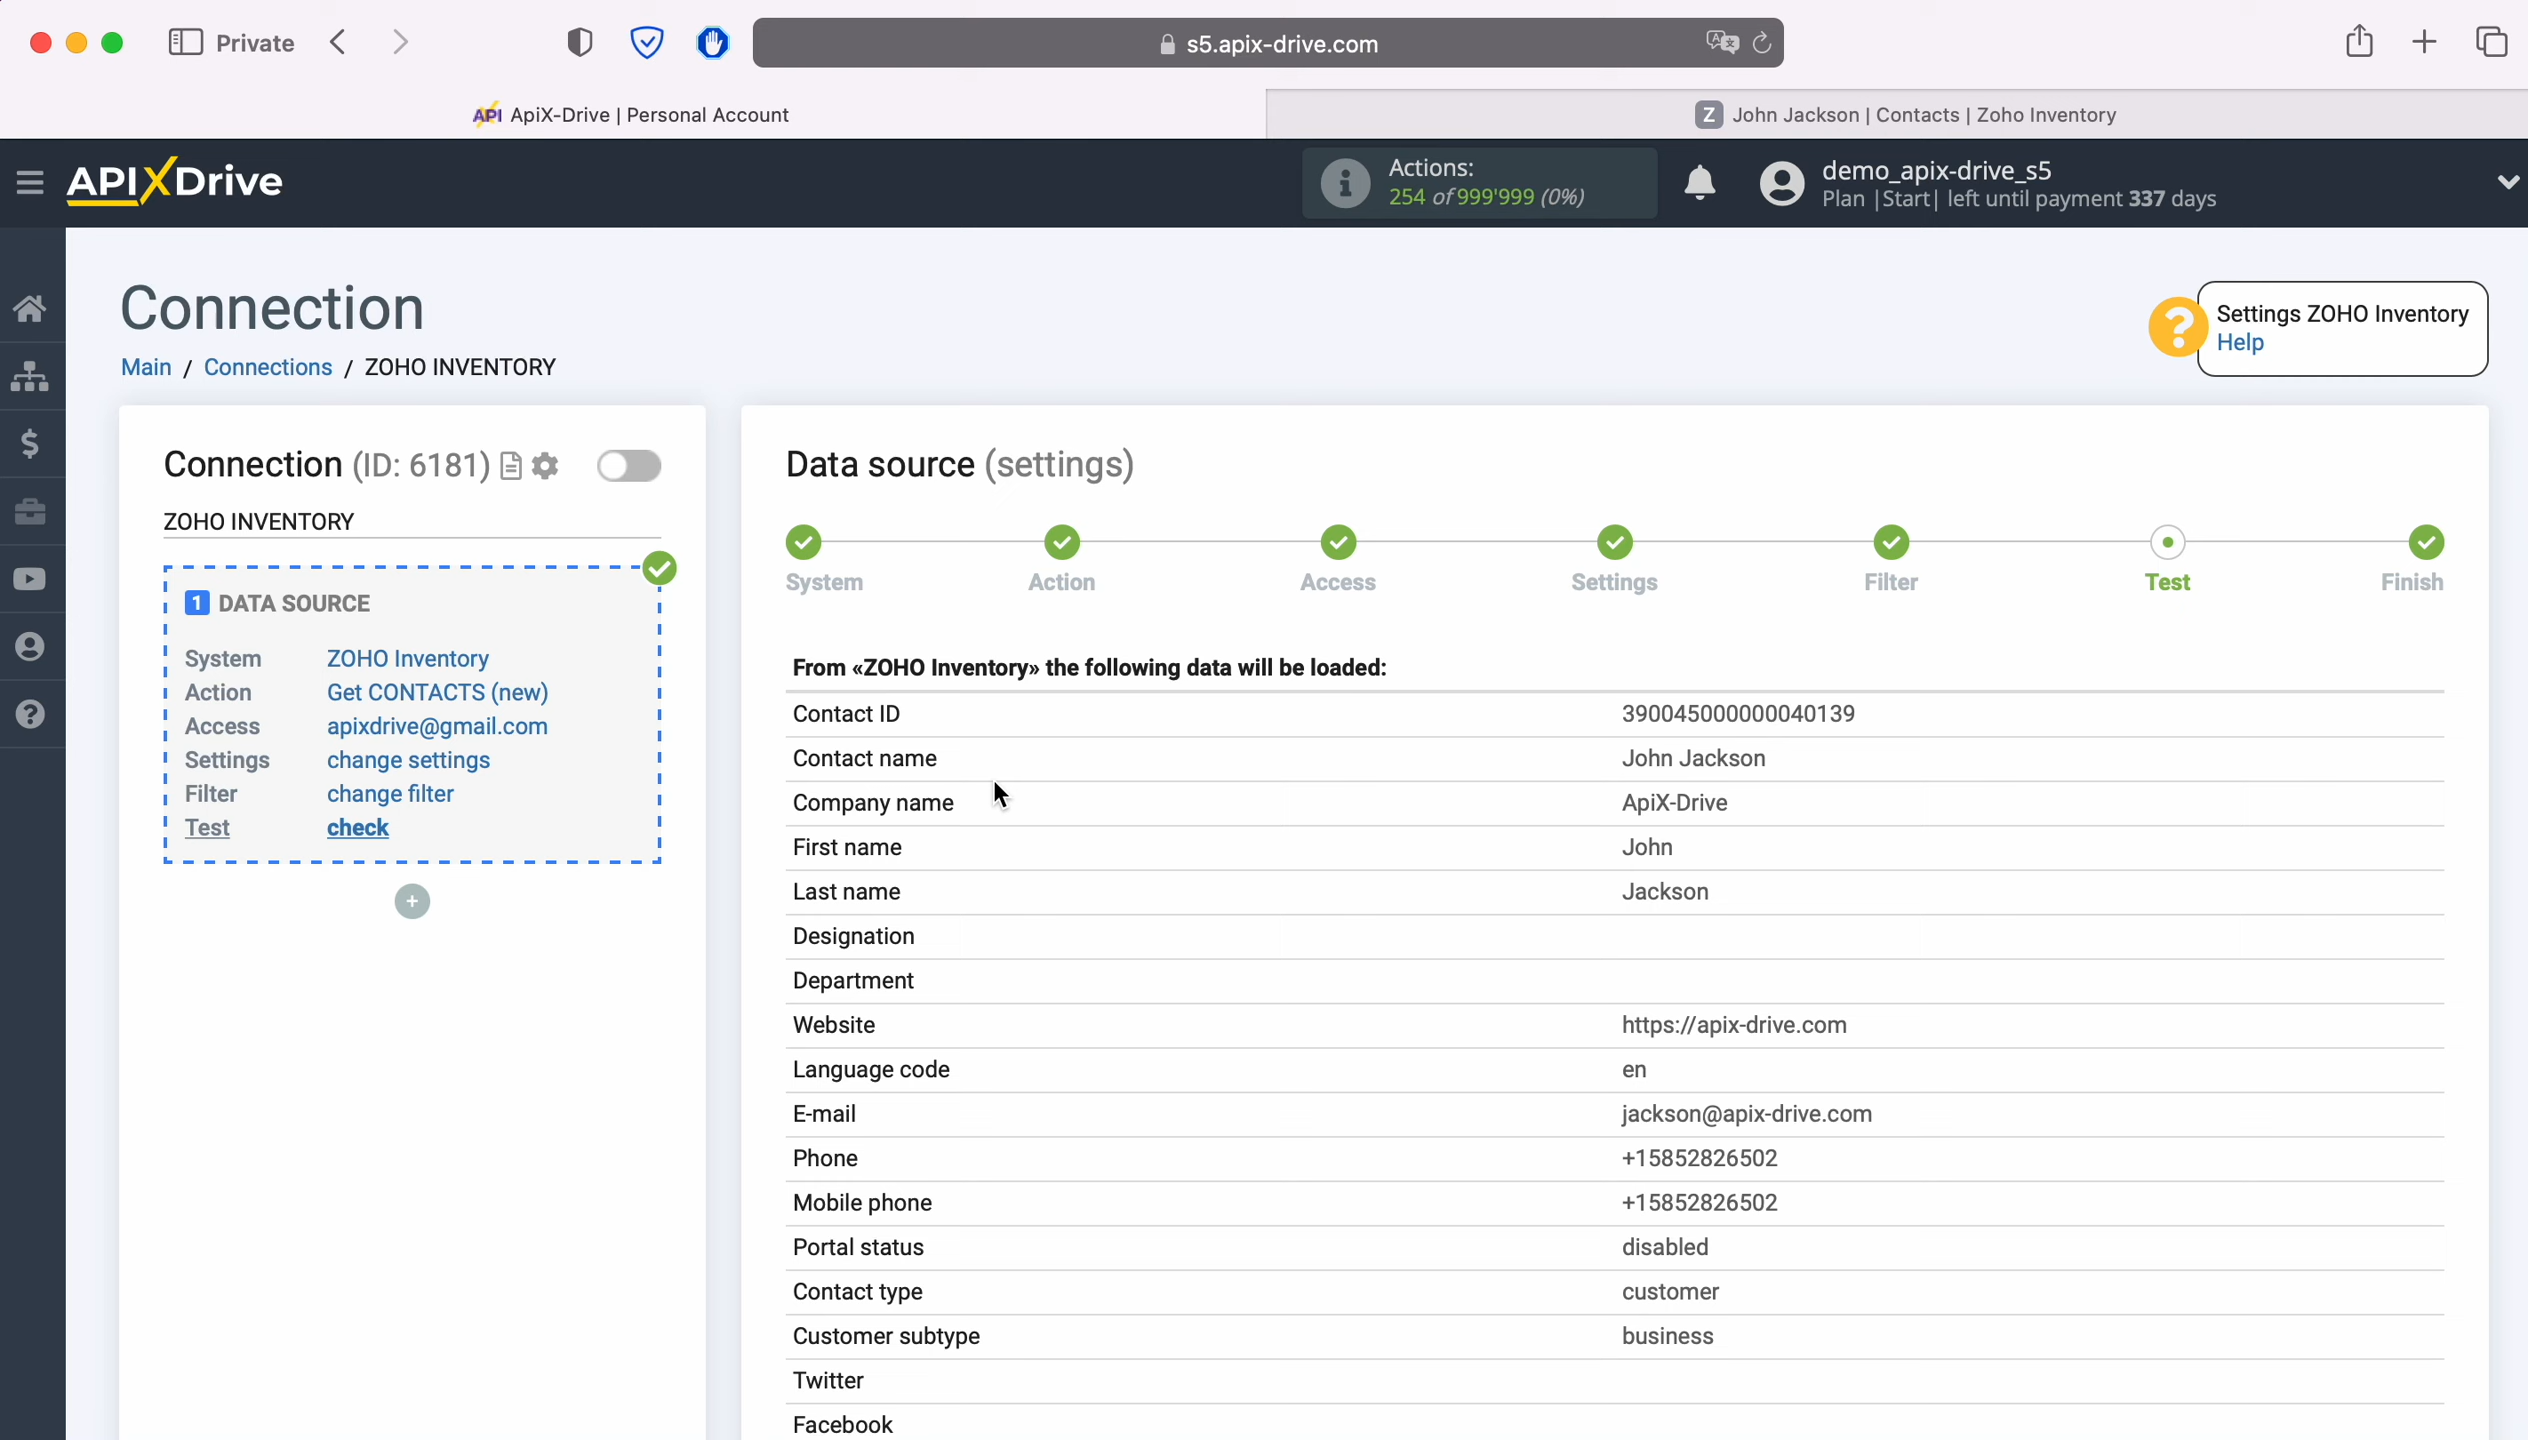 Private
s5.apix-drive.com
API ApiX-Drive | Personal Account
Z John Jackson | Contacts | Zoho Inventory
APIXDrive
Actions:
254 of 999'999 (0%)
demo_apix-drive_s5
Plan |Start| left until payment 337 days
Connection
Main / Connections / ZOHO INVENTORY
Settings ZOHO Inventory
Help
Connection (ID: 6181)
ZOHO INVENTORY
1 DATA SOURCE
System ZOHO Inventory
Action Get CONTACTS (new)
Access apixdrive@gmail.com
Settings change settings
Filter change filter
Test check
+
Data source (settings)
System Action Access Settings Filter Test Finish
From «ZOHO Inventory» the following data will be loaded:
Contact ID 390045000000040139
Contact name John Jackson
Company name ApiX-Drive
First name John
Last name Jackson
Designation
Department
Website https://apix-drive.com
Language code en
E-mail jackson@apix-drive.com
Phone +15852826502
Mobile phone +15852826502
Portal status disabled
Contact type customer
Customer subtype business
Twitter
Facebook